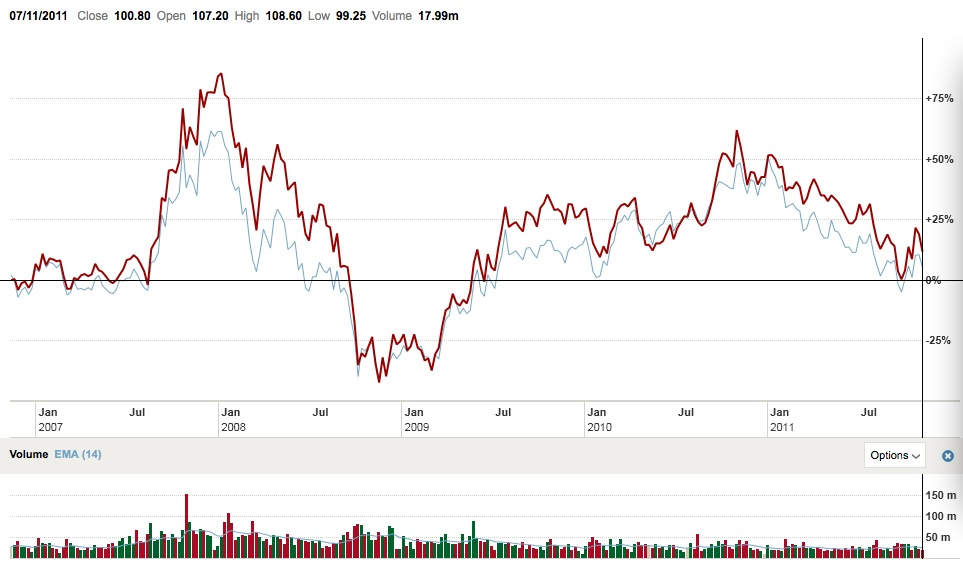 07/11/2011 Close 100.80 Open 107.20 High 108.60 Low 99.25 Volume 17.99m
+75%
+50%
+25%
0%
-25%
Jan Jul Jan Jul Jan Jul Jan Jul Jan Jul
2007 2008 2009 2010 2011
Volume EMA (14) Options
150 m
100 m
50 m